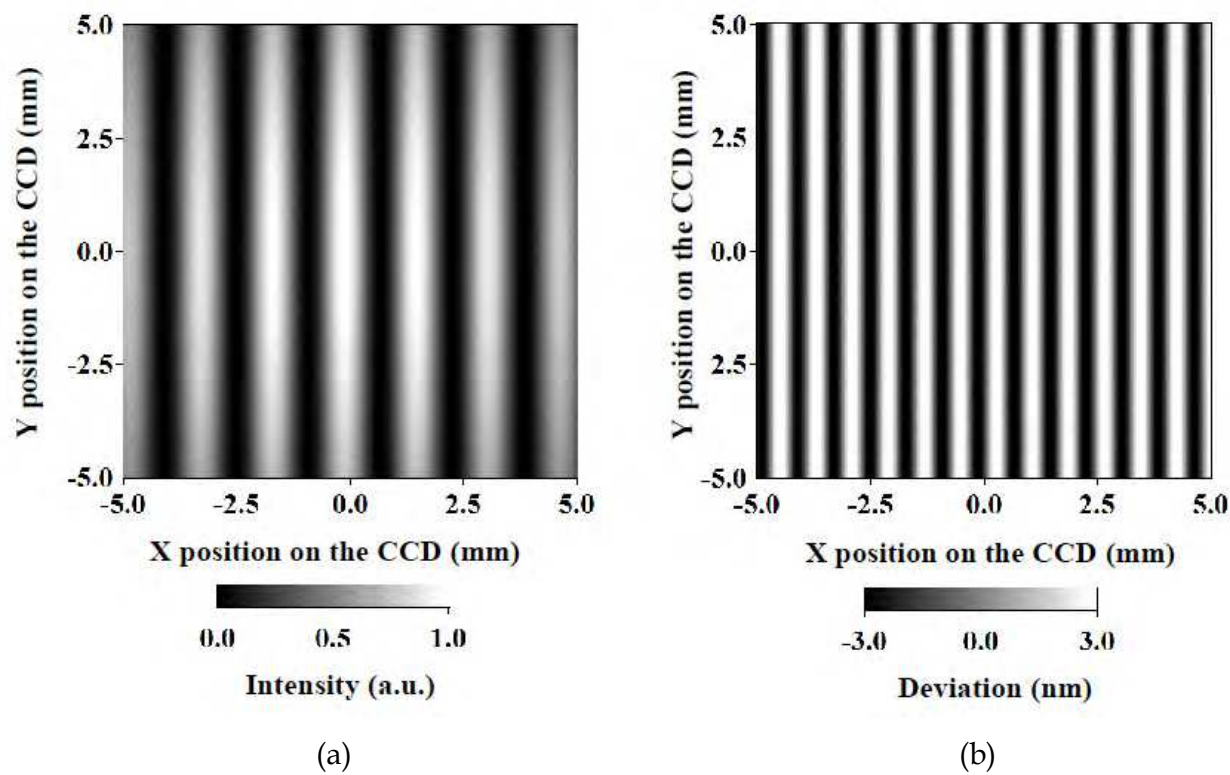 5.0
2.5
0.0
-2.5
-5.0
Y position on the CCD (mm)
-5.0 -2.5 0.0 2.5 5.0
X position on the CCD (mm)
0.0 0.5 1.0
Intensity (a.u.)
(a)
5.0
2.5
0.0
2.5
-5.0
Y position on the CCD (mm)
-5.0 -2.5 0.0 2.5 5.0
X position on the CCD (mm)
-3.0 0.0 3.0
Deviation (nm)
(b)